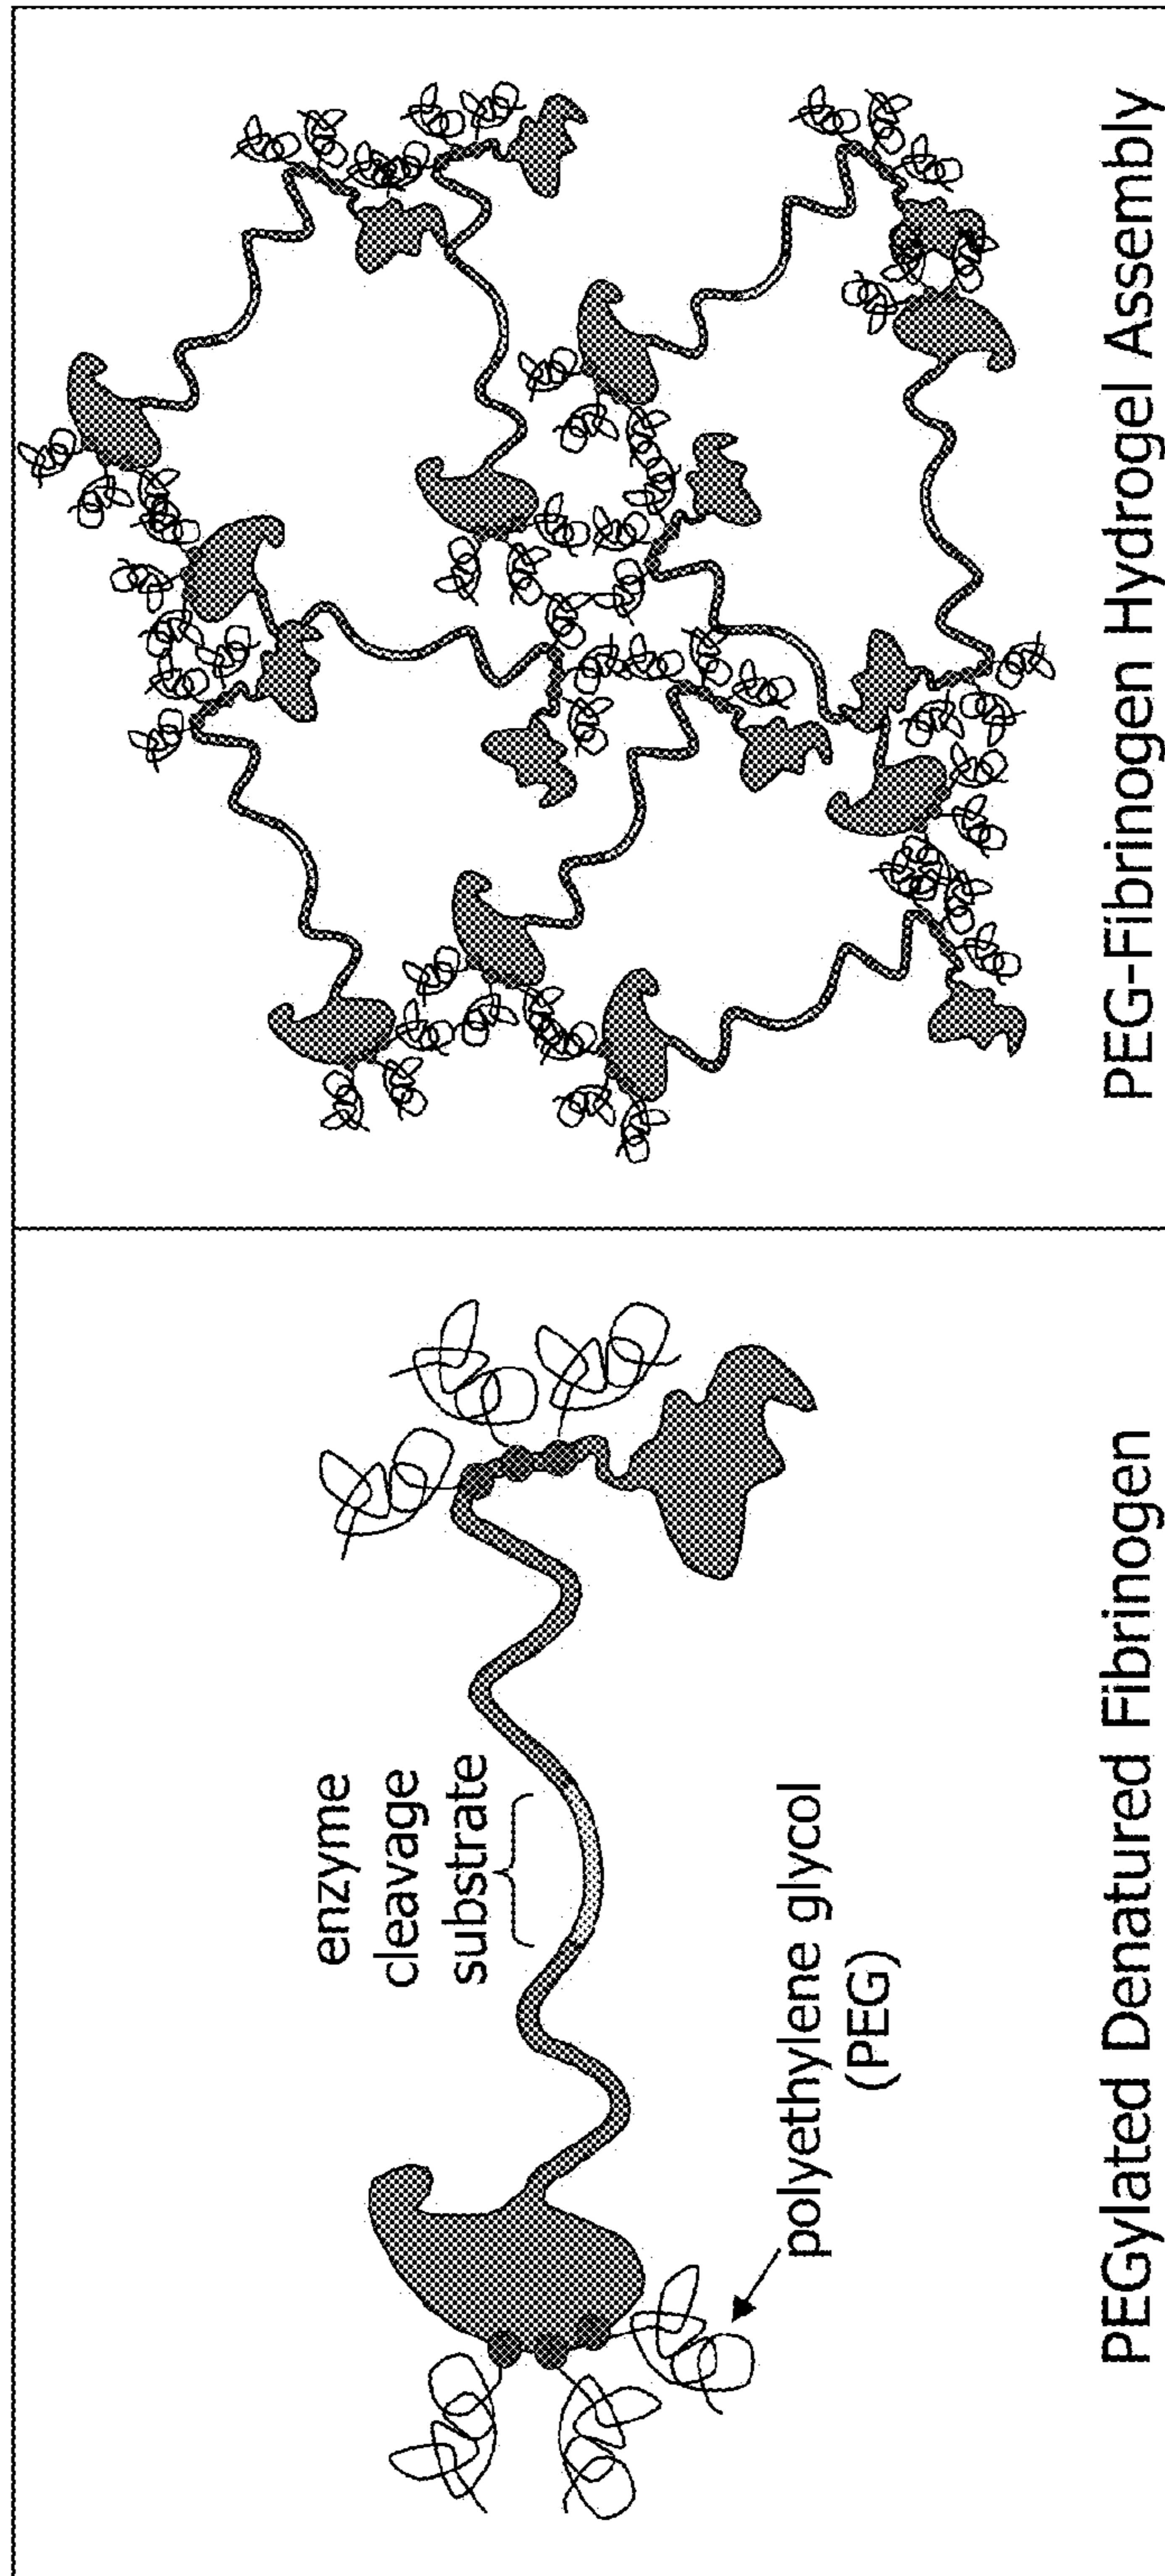 enzyme
cleavage
substrate
polyethylene glycol
(PEG)
PEGylated Denatured Fibrinogen
PEG-Fibrinogen Hydrogel Assembly